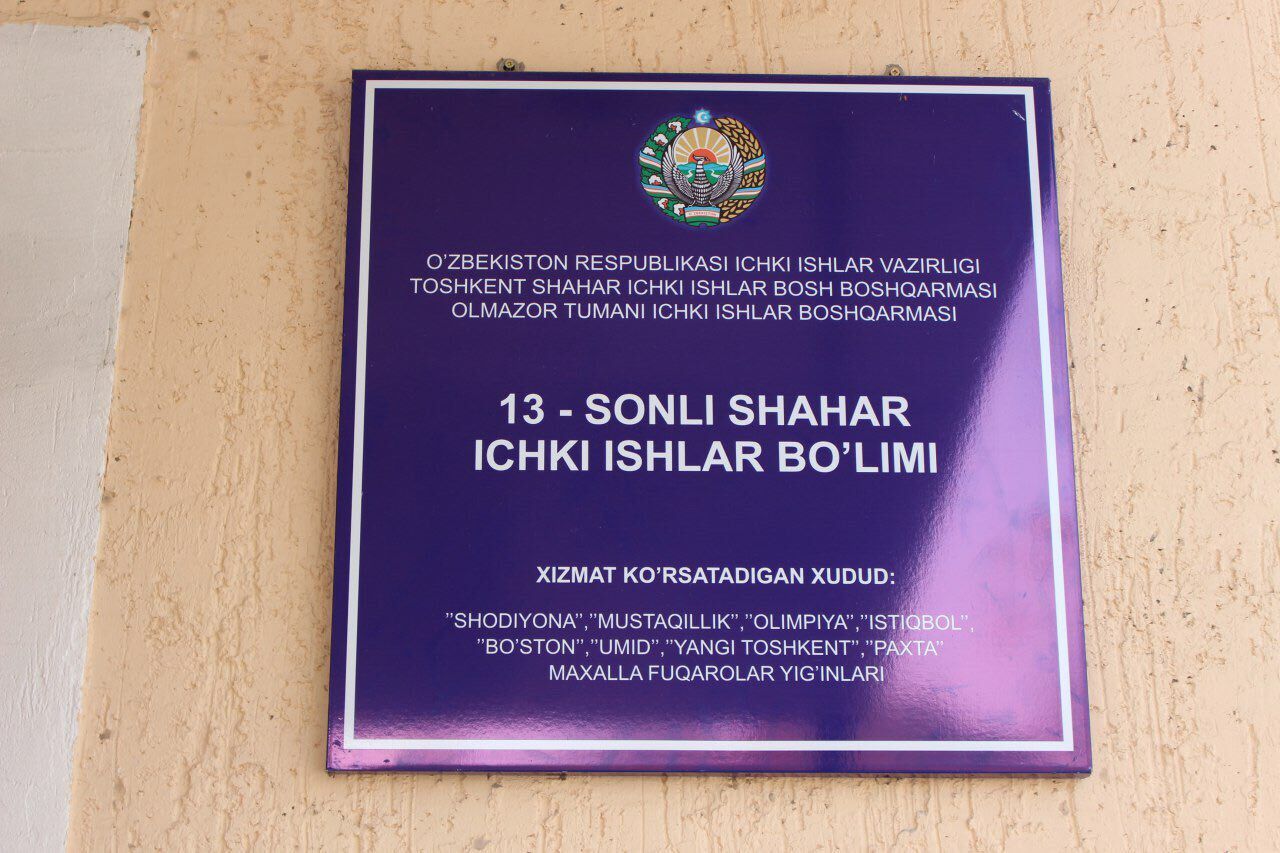 O’ZBEKISTON RESPUBLIKASI ICHKI ISHLAR VAZIRLIGI
TOSHKENT SHAHAR ICHKI ISHLAR BOSH BOSHQARMASI
OLMAZOR TUMANI ICHKI ISHLAR BOSHQARMASI
13 - SONLI SHAHAR
ICHKI ISHLAR BO’LIMI
XIZMAT KO’RSATADIGAN XUDUD:
”SHODIYONA”,”MUSTAQILLIK”,”OLIMPIYA”,”ISTIQBOL”,
”BO’STON”,”UMID”,”YANGI TOSHKENT”,”PAXTA”
MAXALLA FUQAROLAR YIG’INLARI